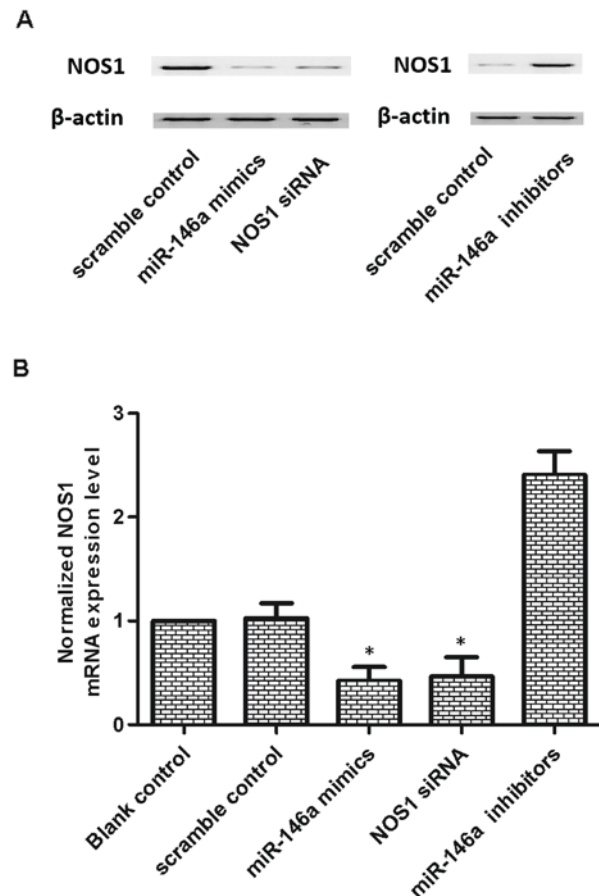 A
NOS1
β-actin
scramble control
miR-146a mimics
NOS1 siRNA
NOS1
β-actin
scramble control
miR-146a inhibitors
B
Normalized NOS1
mRNA expression level
3
2
1
0
*
*
Blank control
scramble control
miR-146a mimics
NOS1 siRNA
miR-146a inhibitors